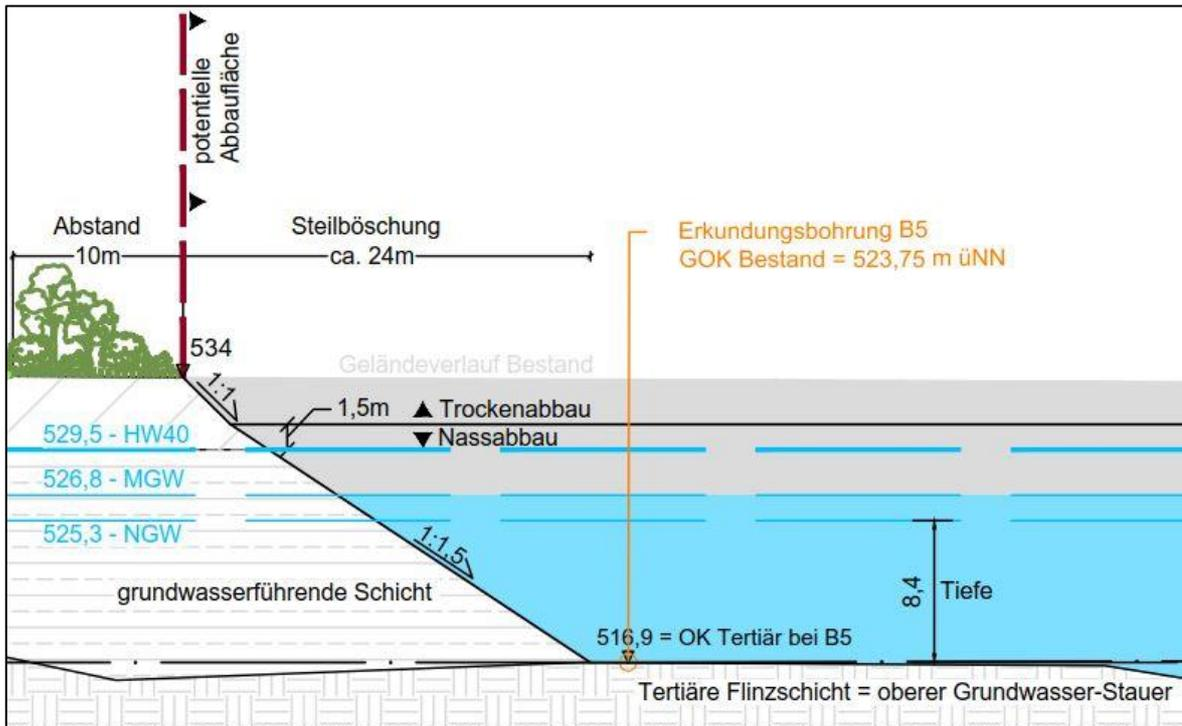 potentielle
Abbaufläche
Abstand
10m
Steilböschung
ca. 24m
Erkundungsbohrung B5
GOK Bestand = 523,75 m üNN
534
Geländeverlauf Bestand
1:1
1,5m
Trockenabbau
Nassabbau
529,5 - HW40
526,8 - MGW
525,3 - NGW
1:1,5
grundwasserführende Schicht
8,4
Tiefe
516,9 = OK Tertiär bei B5
Tertiäre Flinzschicht = oberer Grundwasser-Stauer